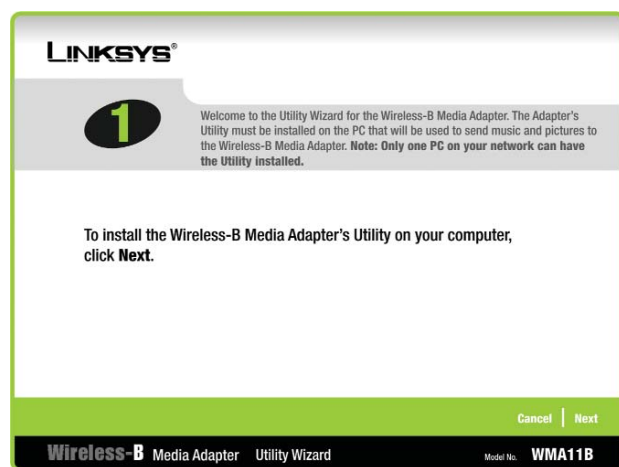 LINKSYS®
1
Welcome to the Utility Wizard for the Wireless-B Media Adapter. The Adapter's
Utility must be installed on the PC that will be used to send music and pictures to
the Wireless-B Media Adapter. Note: Only one PC on your network can have
the Utility installed.
To install the Wireless-B Media Adapter's Utility on your computer,
click Next.
Cancel | Next
Wireless-B Media Adapter Utility Wizard Model No. WMA11B